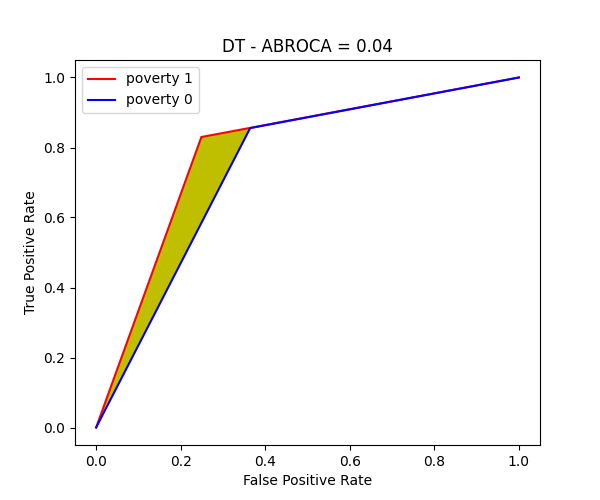 DT - ABROCA = 0.04
poverty 1
poverty 0
1.0
0.8
0.6
0.4
0.2
0.0
True Positive Rate
0.0 0.2 0.4 0.6 0.8 1.0
False Positive Rate